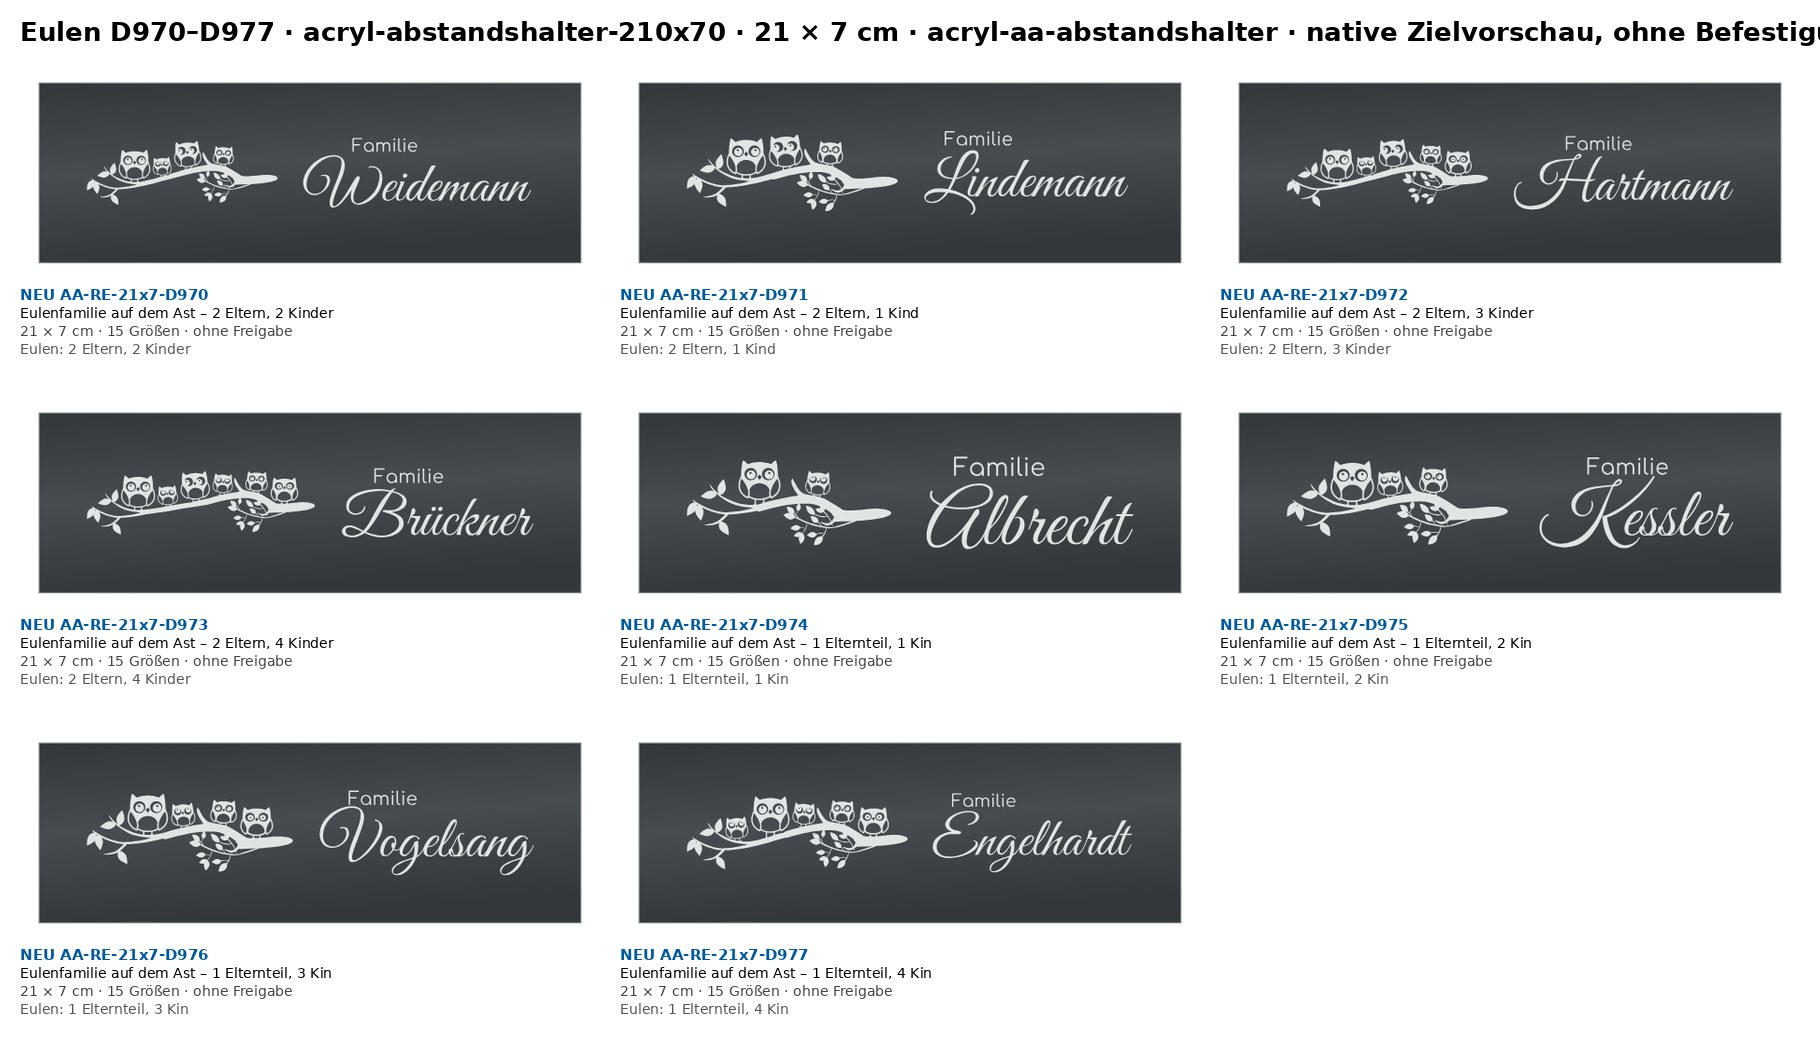 Eulen D970–D977 · acryl-abstandshalter-210x70 · 21 × 7 cm · acryl-aa-abstandshalter · native Zielvorschau, ohne
Familie
Weidemann
NEU AA-RE-21x7-D970
Eulenfamilie auf dem Ast – 2 Eltern, 2 Kinder
21 × 7 cm · 15 Größen · ohne Freigabe
Eulen: 2 Eltern, 2 Kinder
Familie
Lindemann
NEU AA-RE-21x7-D971
Eulenfamilie auf dem Ast – 2 Eltern, 1 Kind
21 × 7 cm · 15 Größen · ohne Freigabe
Eulen: 2 Eltern, 1 Kind
Familie
Hartmann
NEU AA-RE-21x7-D972
Eulenfamilie auf dem Ast – 2 Eltern, 3 Kinder
21 × 7 cm · 15 Größen · ohne Freigabe
Eulen: 2 Eltern, 3 Kinder
Familie
Brückner
NEU AA-RE-21x7-D973
Eulenfamilie auf dem Ast – 2 Eltern, 4 Kinder
21 × 7 cm · 15 Größen · ohne Freigabe
Eulen: 2 Eltern, 4 Kinder
Familie
Albrecht
NEU AA-RE-21x7-D974
Eulenfamilie auf dem Ast – 1 Elternteil, 1 Kin
21 × 7 cm · 15 Größen · ohne Freigabe
Eulen: 1 Elternteil, 1 Kin
Familie
Kessler
NEU AA-RE-21x7-D975
Eulenfamilie auf dem Ast – 1 Elternteil, 2 Kin
21 × 7 cm · 15 Größen · ohne Freigabe
Eulen: 1 Elternteil, 2 Kin
Familie
Vogelsang
NEU AA-RE-21x7-D976
Eulenfamilie auf dem Ast – 1 Elternteil, 3 Kin
21 × 7 cm · 15 Größen · ohne Freigabe
Eulen: 1 Elternteil, 3 Kin
Familie
Engelhardt
NEU AA-RE-21x7-D977
Eulenfamilie auf dem Ast – 1 Elternteil, 4 Kin
21 × 7 cm · 15 Größen · ohne Freigabe
Eulen: 1 Elternteil, 4 Kin